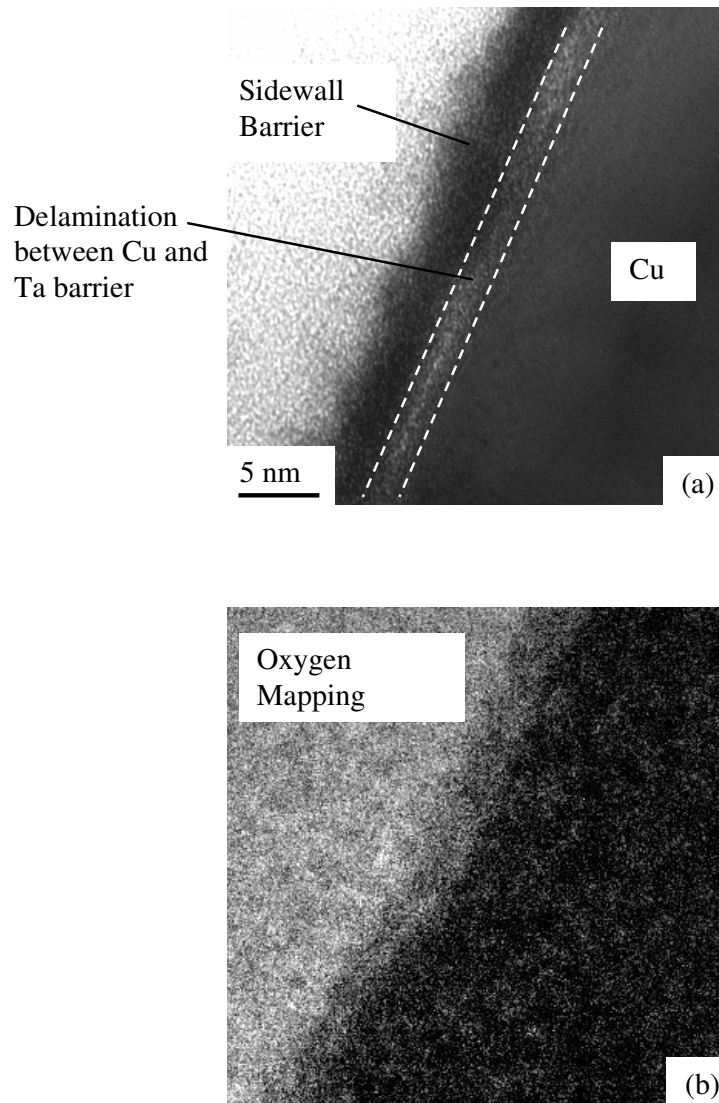 Sidewall
Barrier
Delamination
between Cu and
Ta barrier
Cu
5 nm
(a)
Oxygen
Mapping
(b)